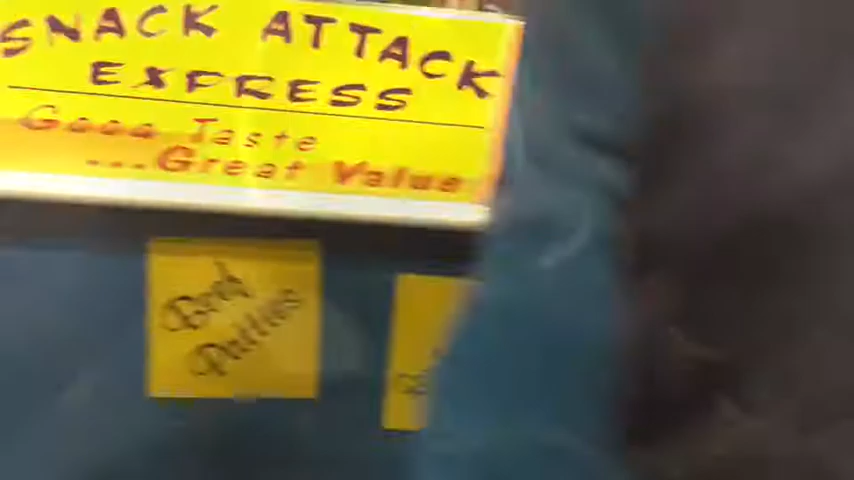 SNACK ATTACK
EXPRESS
Good Taste
...Great Value
Beef
Patties